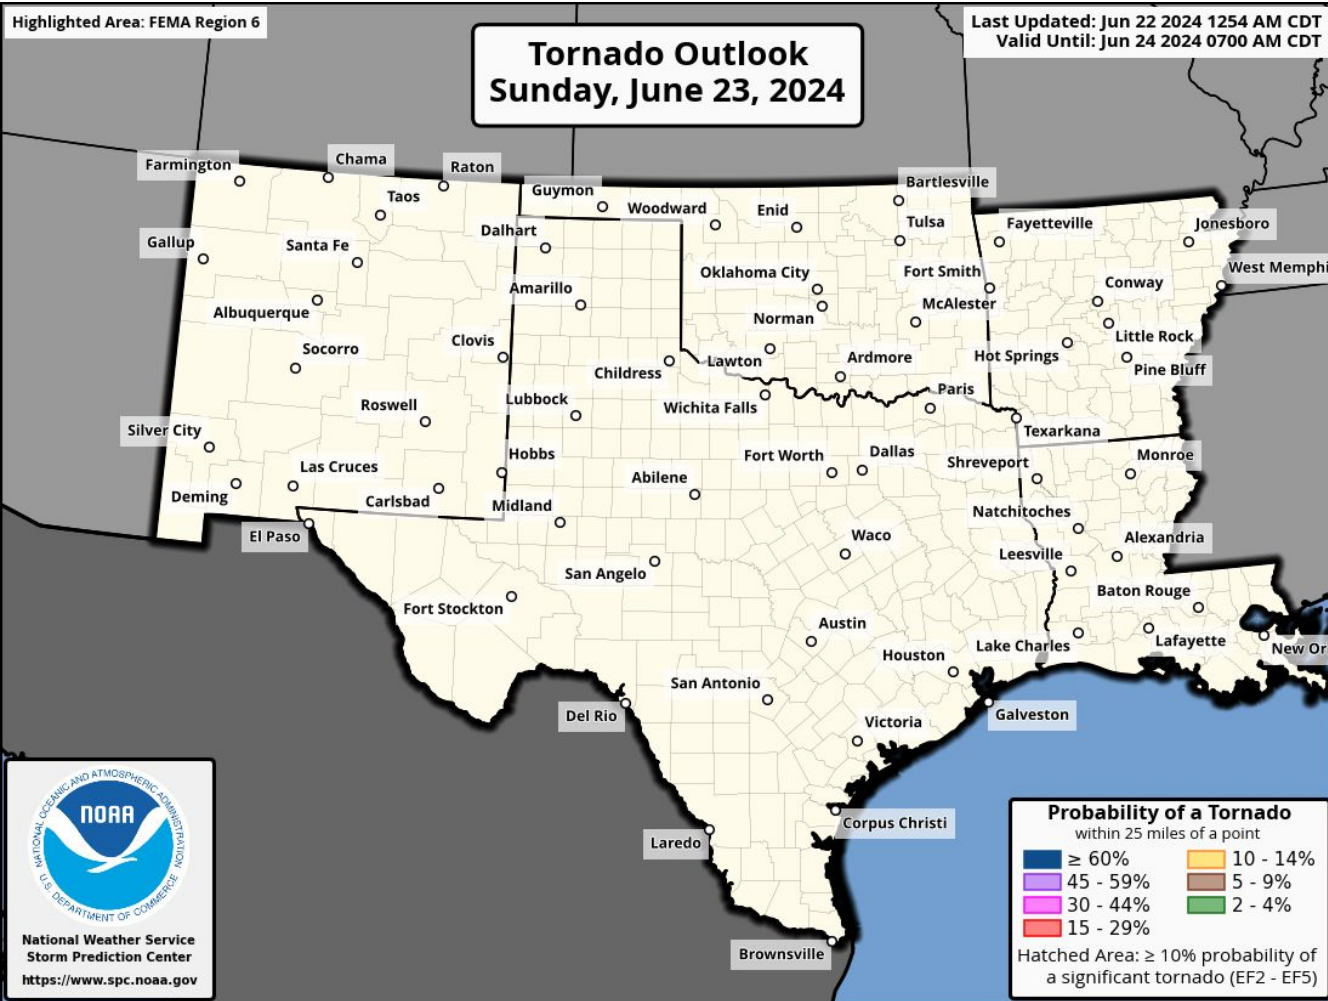 Highlighted Area: FEMA Region 6
Last Updated: Jun 22 2024 1254 AM CDT
Valid Until: Jun 24 2024 0700 AM CDT
Tornado Outlook
Sunday, June 23, 2024
Farmington
Chama
Raton
Taos
Guymon
Woodward
Enid
Bartlesville
Tulsa
Fayetteville
Jonesboro
Gallup
Santa Fe
Dalhart
Oklahoma City
Fort Smith
West Memphi
Amarillo
McAlester
Conway
Albuquerque
Norman
Socorro
Clovis
Childress
Lawton
Ardmore
Hot Springs
Little Rock
Pine Bluff
Roswell
Lubbock
Wichita Falls
Paris
Silver City
Texarkana
Las Cruces
Hobbs
Abilene
Fort Worth
Dallas
Shreveport
Monroe
Deming
Carlsbad
Midland
Natchitoches
El Paso
Waco
Alexandria
San Angelo
Leesville
Fort Stockton
Baton Rouge
Austin
Lake Charles
Lafayette
New Or
Houston
San Antonio
Del Rio
Victoria
Galveston
Corpus Christi
Laredo
Brownsville
NATIONAL OCEANIC AND ATMOSPHERIC ADMINISTRATION
NOAA
U.S. DEPARTMENT OF COMMERCE
National Weather Service
Storm Prediction Center
https://www.spc.noaa.gov
Probability of a Tornado
within 25 miles of a point
≥ 60%
10 - 14%
45 - 59%
5 - 9%
30 - 44%
2 - 4%
15 - 29%
Hatched Area: ≥ 10% probability of
a significant tornado (EF2 - EF5)